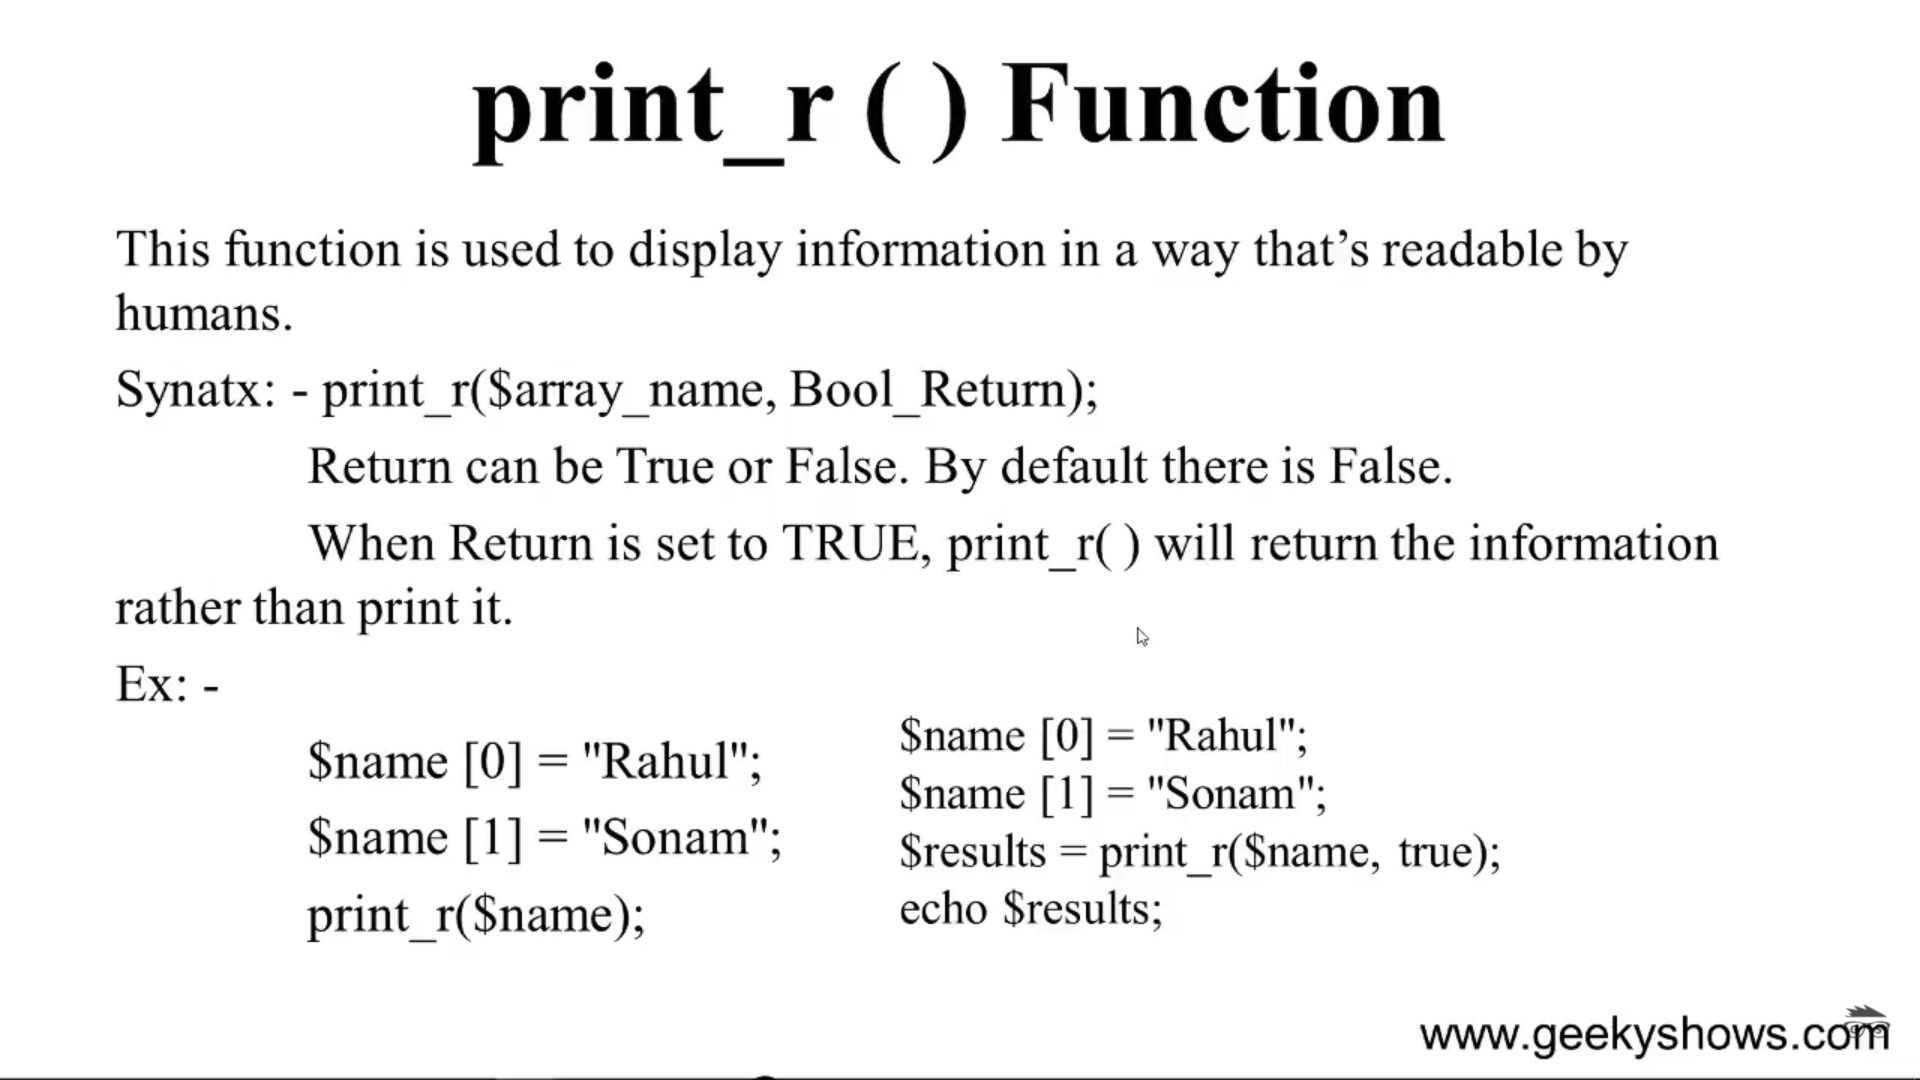 print_r ( ) Function
This function is used to display information in a way that’s readable by
humans.
Synatx: - print_r($array_name, Bool_Return);
Return can be True or False. By default there is False.
When Return is set to TRUE, print_r( ) will return the information
rather than print it.
Ex: -
$name [0] = "Rahul";
$name [1] = "Sonam";
print_r($name);
$name [0] = "Rahul";
$name [1] = "Sonam";
$results = print_r($name, true);
echo $results;
www.geekyshows.com